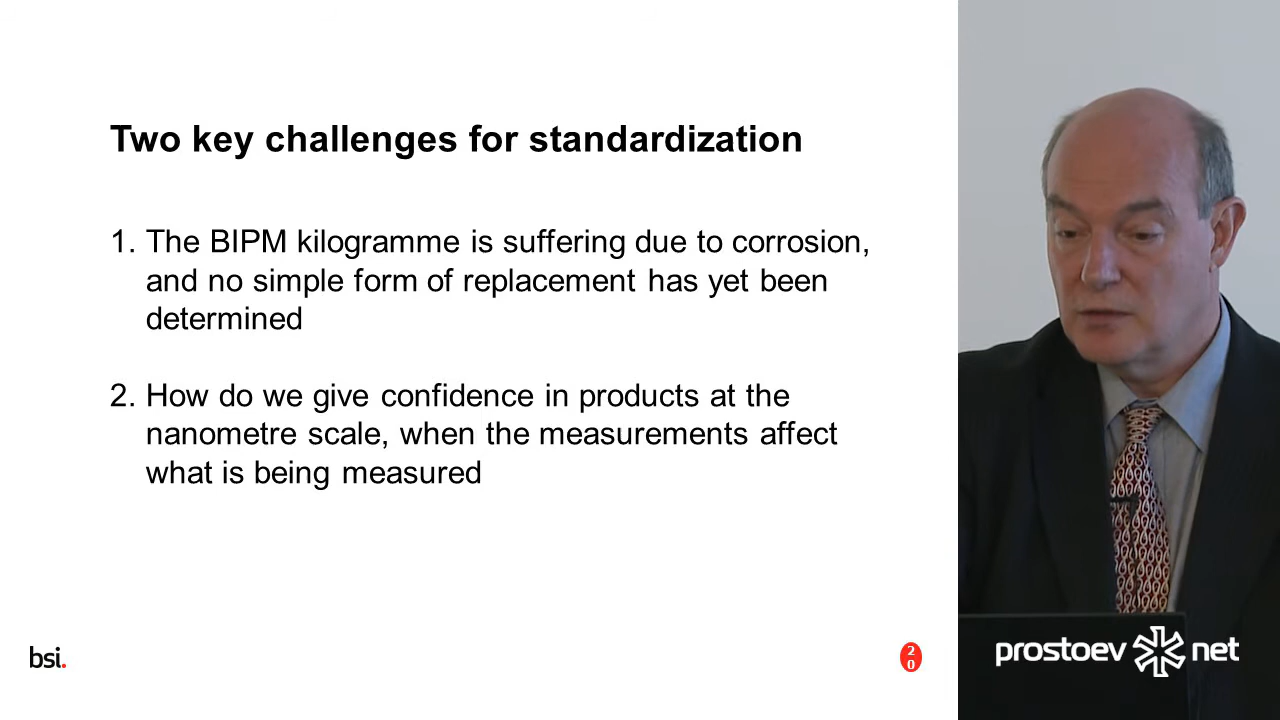 Two key challenges for standardization
1. The BIPM kilogramme is suffering due to corrosion,
and no simple form of replacement has yet been
determined
2. How do we give confidence in products at the
nanometre scale, when the measurements affect
what is being measured
bsi.
2
0
prostoev net